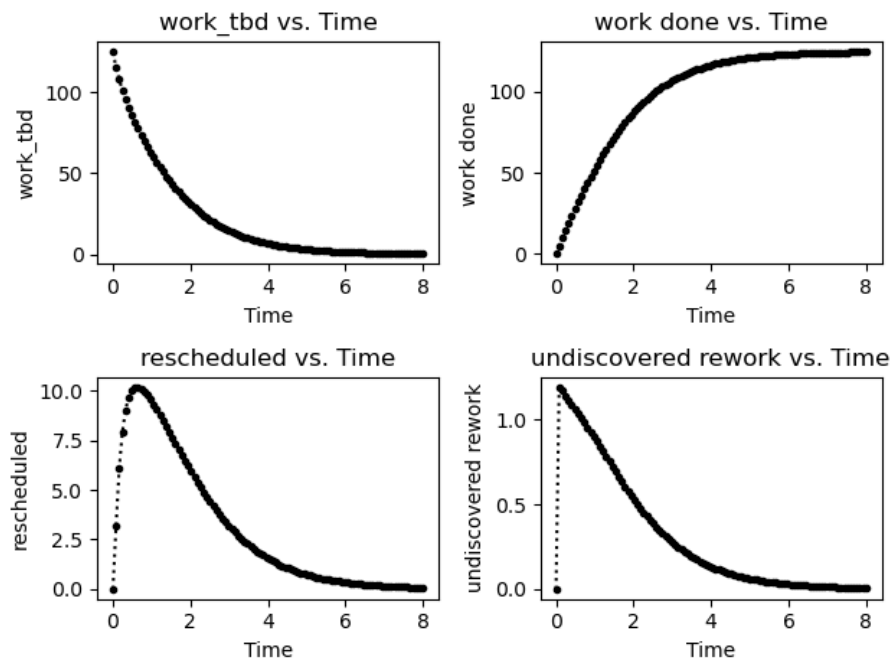 work_tbd vs. Time
work_tbd
100
50
0
0 2 4 6 8
Time
work done vs. Time
work done
100
50
0
0 2 4 6 8
Time
rescheduled vs. Time
rescheduled
10.0
7.5
5.0
2.5
0.0
0 2 4 6 8
Time
undiscovered rework vs. Time
undiscovered rework
1.0
0.5
0.0
0 2 4 6 8
Time